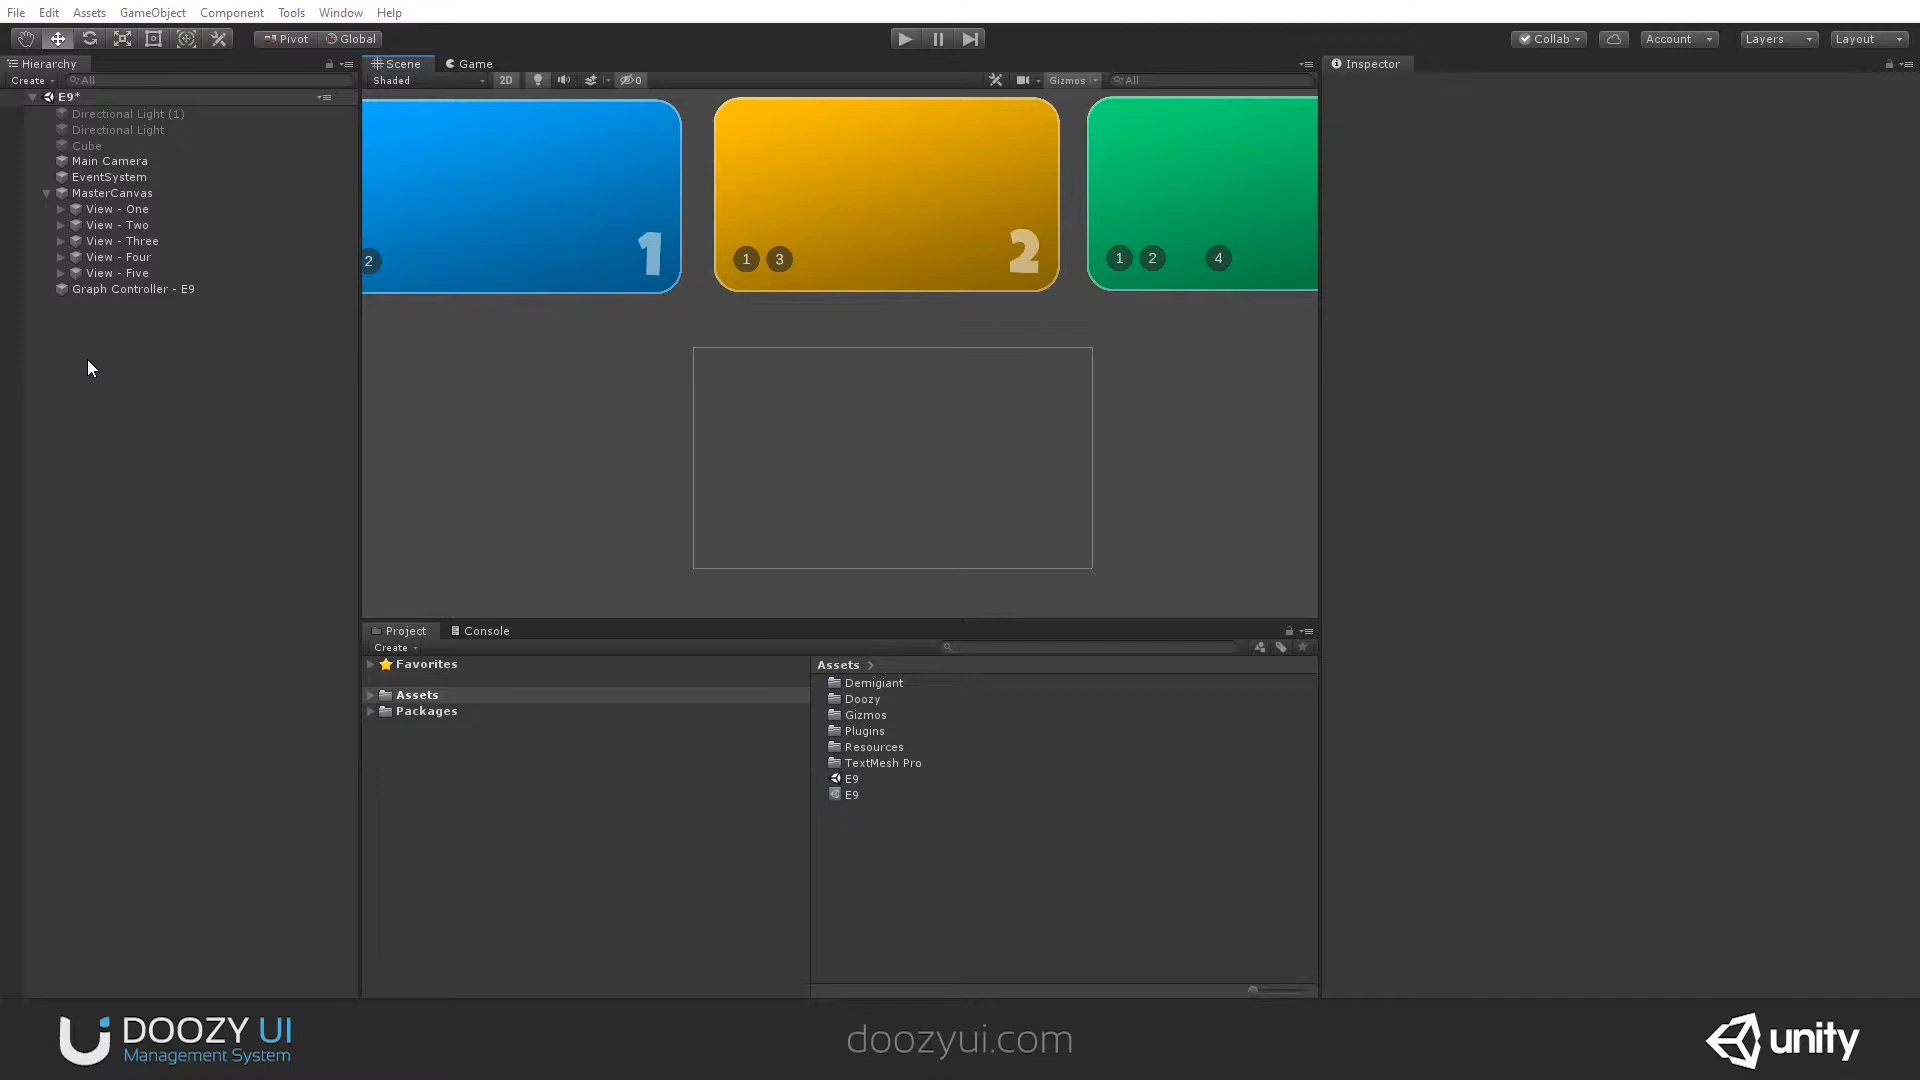 File Edit Assets GameObject Component Tools Window Help
Pivot Global Collab Account Layers Layout
Hierarchy
Create All
E9*
Directional Light (1)
Directional Light
Cube
Main Camera
EventSystem
MasterCanvas
View - One
View - Two
View - Three
View - Four
View - Five
Graph Controller - E9
Scene Game
Shaded 2D 0 Gizmos All
2 1
1 3 2
1 2 4
Inspector
Project Console
Create
Favorites
Assets
Packages
Assets
Demigiant
Doozy
Gizmos
Plugins
Resources
TextMesh Pro
E9
E9
DOOZY UI
Management System
doozyui.com
unity